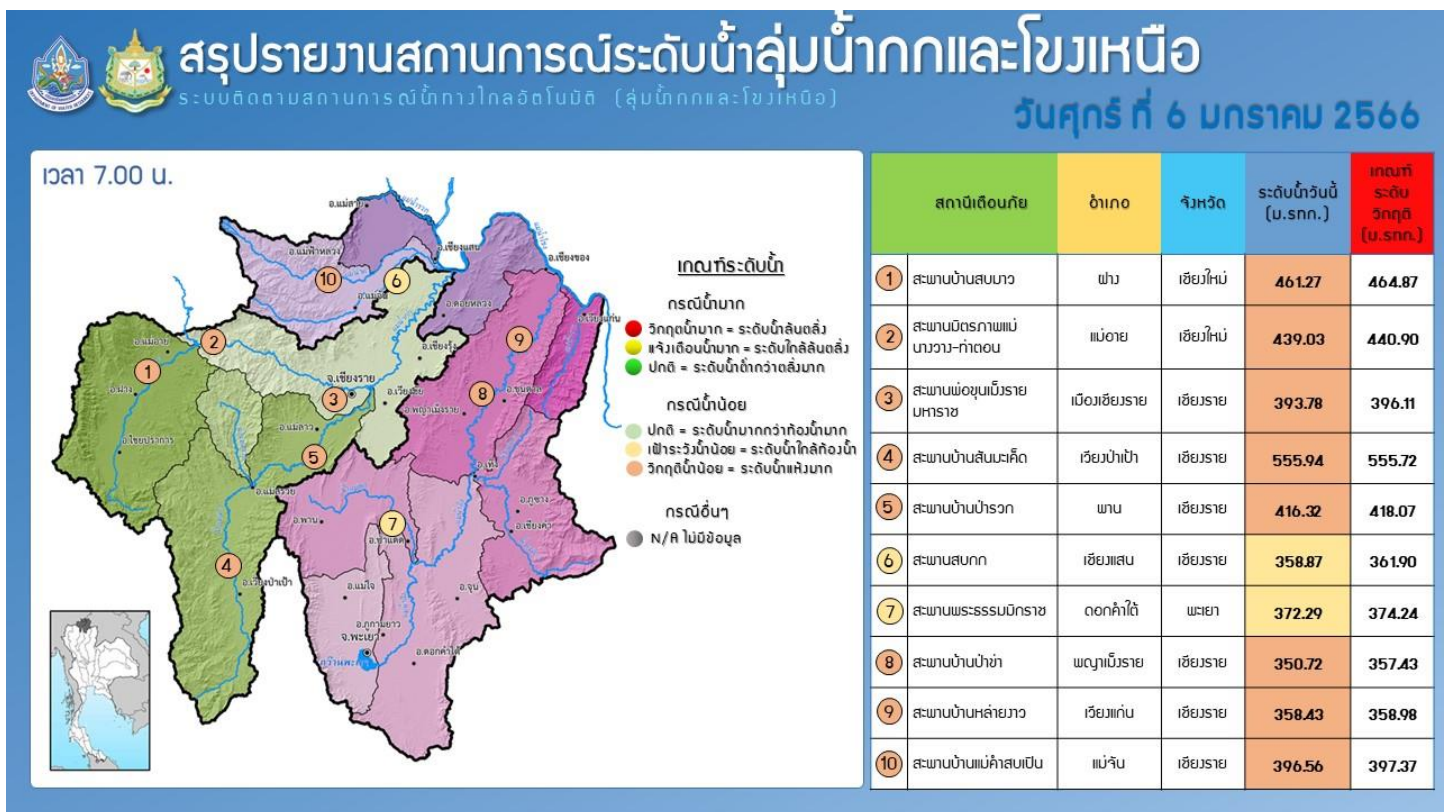 สรุปรายงานสถานการณ์ระดับน้ำลุ่มน้ำกกและโขงเหนือ
ระบบติดตามสถานการณ์น้ำทางไกลอัตโนมัติ (ลุ่มน้ำกกและโขงเหนือ)
วันศุกร์ ที่ 6 มกราคม 2566
เวลา 7.00 น.
อ.แม่สาย
อ.แม่ฟ้าหลวง
อ.เชียงแสน
อ.เชียงของ
10
6
อ.ดอยหลวง
อ.เวียงแก่น
อ.แม่อาย
2
9
อ.เชียงรุ้ง
1
จ.เชียงราย
อ.ฝาง
3
8
อ.ขุนตาล
อ.พญาเม็งราย
อ.แม่ลาว
อ.ไชยปราการ
5
อ.เทิง
อ.แม่สรวย
อ.ภูซาง
อ.พาน
7
อ.เชียงคำ
อ.ป่าแดด
4
อ.เวียงป่าเป้า
อ.แม่ใจ
อ.จุน
อ.ภูกามยาว
จ.พะเยา
อ.ดอกคำใต้
เกณฑ์ระดับน้ำ
กรณีน้ำมาก
วิกฤตน้ำมาก = ระดับน้ำล้นตลิ่ง
แจ้งเตือนน้ำมาก = ระดับใกล้ล้นตลิ่ง
ปกติ = ระดับน้ำต่ำกว่าตลิ่งมาก
กรณีน้ำน้อย
ปกติ = ระดับน้ำมากกว่าท้องน้ำมาก
เฝ้าระวังน้ำน้อย = ระดับน้ำใกล้ท้องน้ำ
วิกฤติน้ำน้อย = ระดับน้ำแห้งมาก
กรณีอื่นๆ
N/A ไม่มีข้อมูล
สถานีเตือนภัย อำเภอ จังหวัด ระดับน้ำวันนี้ (ม.รทก.) เกณฑ์ระดับวิกฤติ (ม.รทก.)
1 สะพานบ้านสบมาว ฝาง เชียงใหม่ 461.27 464.87
2 สะพานมิตรภาพแม่นางวาง-ท่าตอน แม่อาย เชียงใหม่ 439.03 440.90
3 สะพานพ่อขุนเม็งรายมหาราช เมืองเชียงราย เชียงราย 393.78 396.11
4 สะพานบ้านสันมะเค็ด เวียงป่าเป้า เชียงราย 555.94 555.72
5 สะพานบ้านป่ารวก พาน เชียงราย 416.32 418.07
6 สะพานสบกก เชียงแสน เชียงราย 358.87 361.90
7 สะพานพระธรรมมิกราช ดอกคำใต้ พะเยา 372.29 374.24
8 สะพานบ้านป่าข่า พญาเม็งราย เชียงราย 350.72 357.43
9 สะพานบ้านหล่ายงาว เวียงแก่น เชียงราย 358.43 358.98
10 สะพานบ้านแม่คำสบเปิน แม่จัน เชียงราย 396.56 397.37